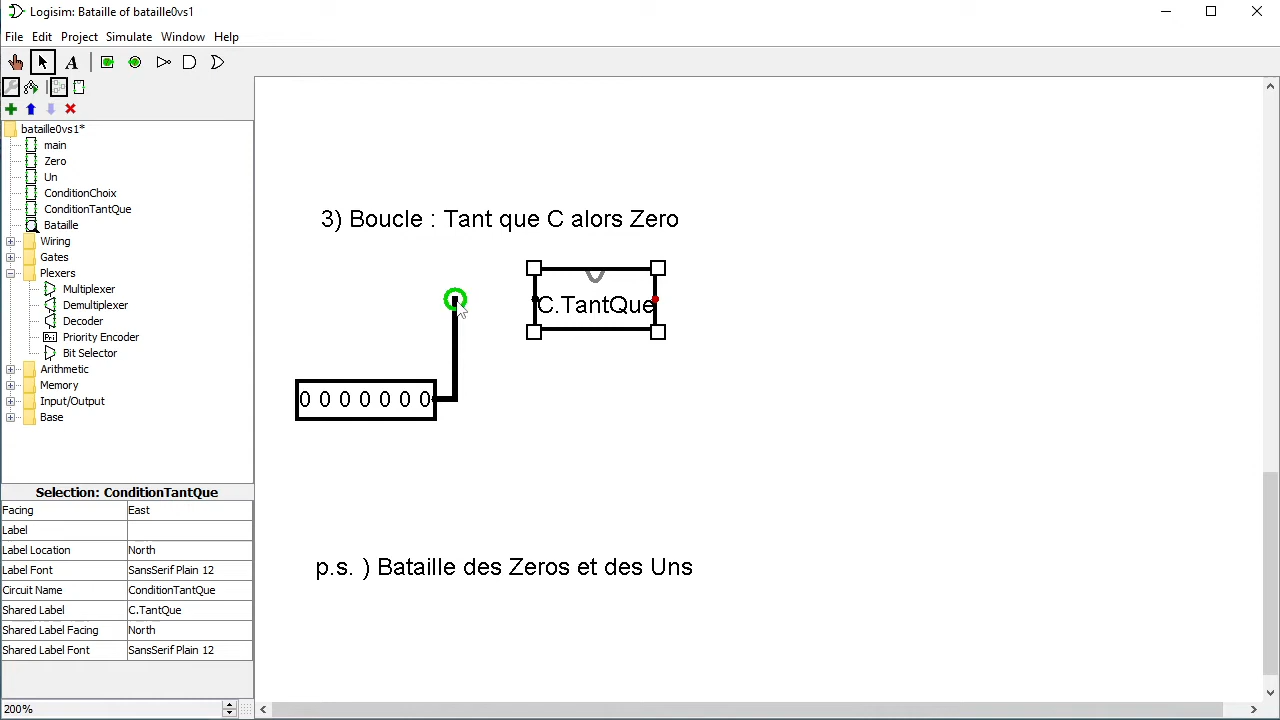 Logisim: Bataille of bataille0vs1
File Edit Project Simulate Window Help
A
bataille0vs1*
main
Zero
Un
ConditionChoix
ConditionTantQue
Bataille
Wiring
Gates
Plexers
Multiplexer
Demultiplexer
Decoder
Pri Priority Encoder
Bit Selector
Arithmetic
Memory
Input/Output
Base
Selection: ConditionTantQue
Facing East
Label
Label Location North
Label Font SansSerif Plain 12
Circuit Name ConditionTantQue
Shared Label C.TantQue
Shared Label Facing North
Shared Label Font SansSerif Plain 12
200%
3) Boucle : Tant que C alors Zero
C.TantQue
0 0 0 0 0 0 0
p.s. ) Bataille des Zeros et des Uns